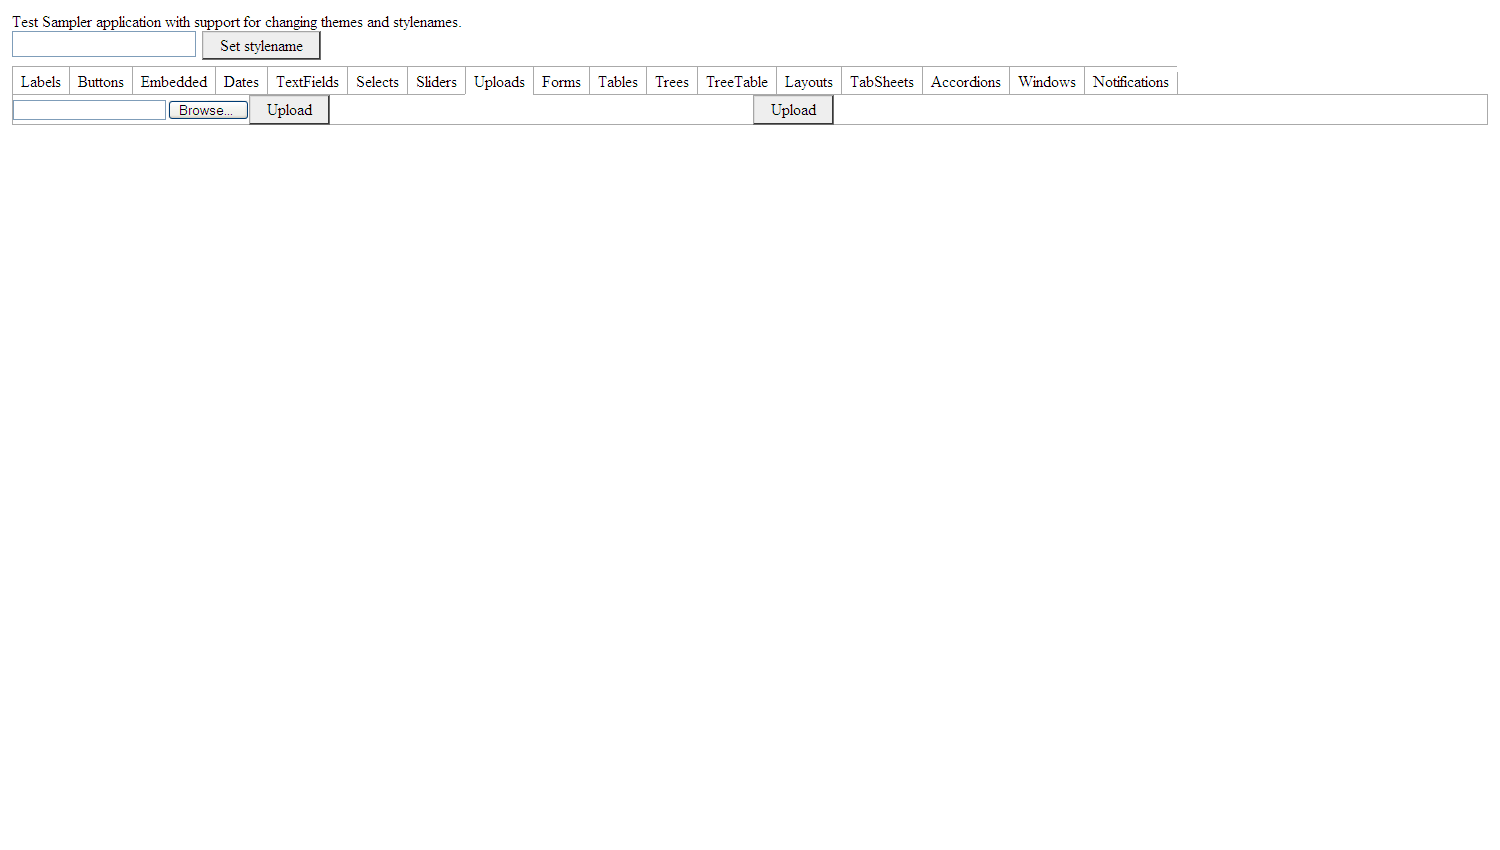 Test Sampler application with support for changing themes and stylenames.
Set stylename
Labels Buttons Embedded Dates TextFields Selects Sliders Uploads Forms Tables Trees TreeTable Layouts TabSheets Accordions Windows Notifications
Browse... Upload Upload